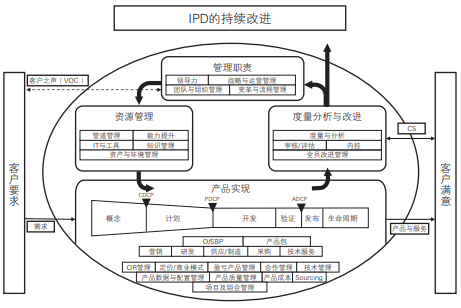 IPD的持续改进
管理职责
领导力 战略与运营管理
团队与组织管理 变革与流程管理
客户之声（VOC）
资源管理
管道管理 能力提升
IT与工具 知识管理
资产与环境管理
度量分析与改进
度量与分析
审核/评估 内控
全员改进管理
CS
客户要求
客户满意
产品实现
CDCP
PDCP
ADCP
概念 计划 开发 验证 发布 生命周期
需求
产品与服务
O/SBP 产品包
营销 研发 供应/制造 采购 技术服务
OR管理 定价/商业模式 盈亏产品管理 合作管理 技术管理
产品数据与配置管理 产品质量管理 产品成本 Sourcing
项目及组合管理